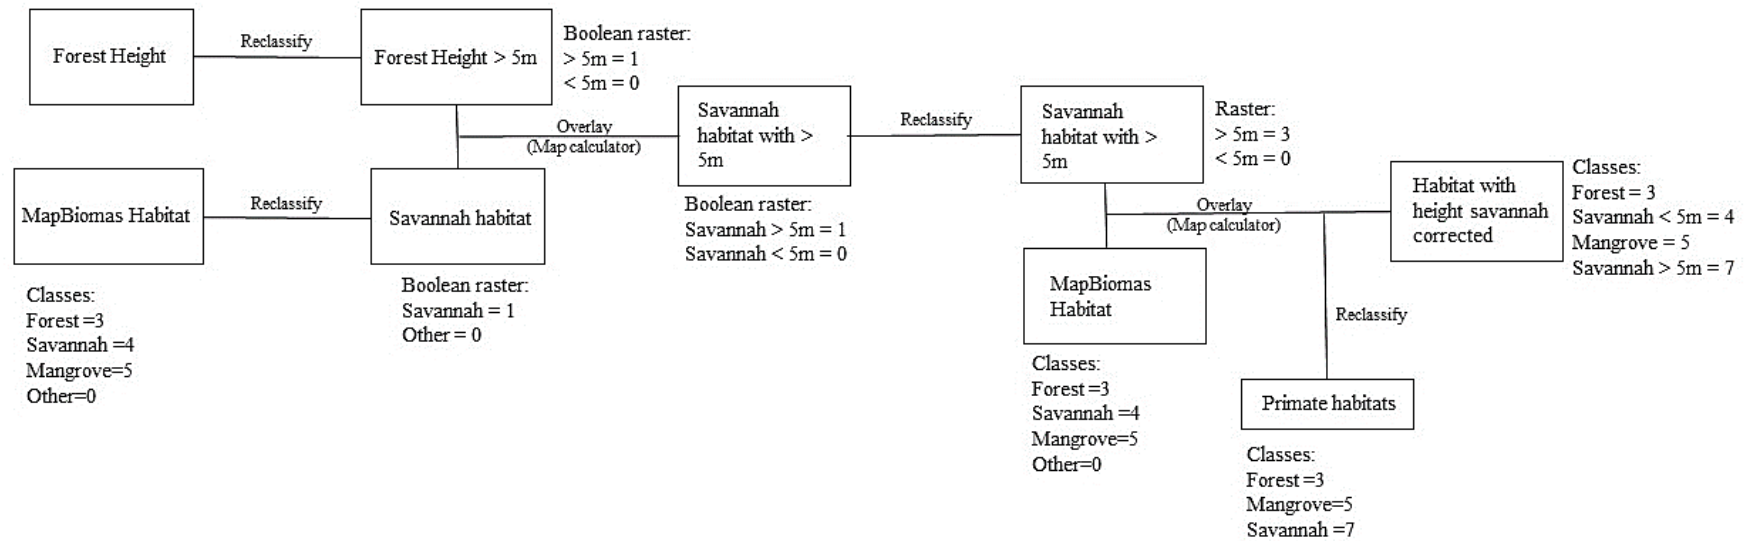 Forest Height
Reclassify
Forest Height > 5m
Boolean raster:
> 5m = 1
< 5m = 0
MapBiomas Habitat
Classes:
Forest =3
Savannah =4
Mangrove=5
Other=0
Reclassify
Savannah habitat
Boolean raster:
Savannah = 1
Other = 0
Overlay
(Map calculator)
Savannah
habitat with >
5m
Boolean raster:
Savannah > 5m = 1
Savannah < 5m = 0
Reclassify
Savannah
habitat with >
5m
Raster:
> 5m = 3
< 5m = 0
MapBiomas
Habitat
Classes:
Forest =3
Savannah =4
Mangrove=5
Other=0
Overlay
(Map calculator)
Habitat with
height savannah
corrected
Classes:
Forest = 3
Savannah < 5m = 4
Mangrove = 5
Savannah > 5m = 7
Reclassify
Primate habitats
Classes:
Forest =3
Mangrove=5
Savannah =7